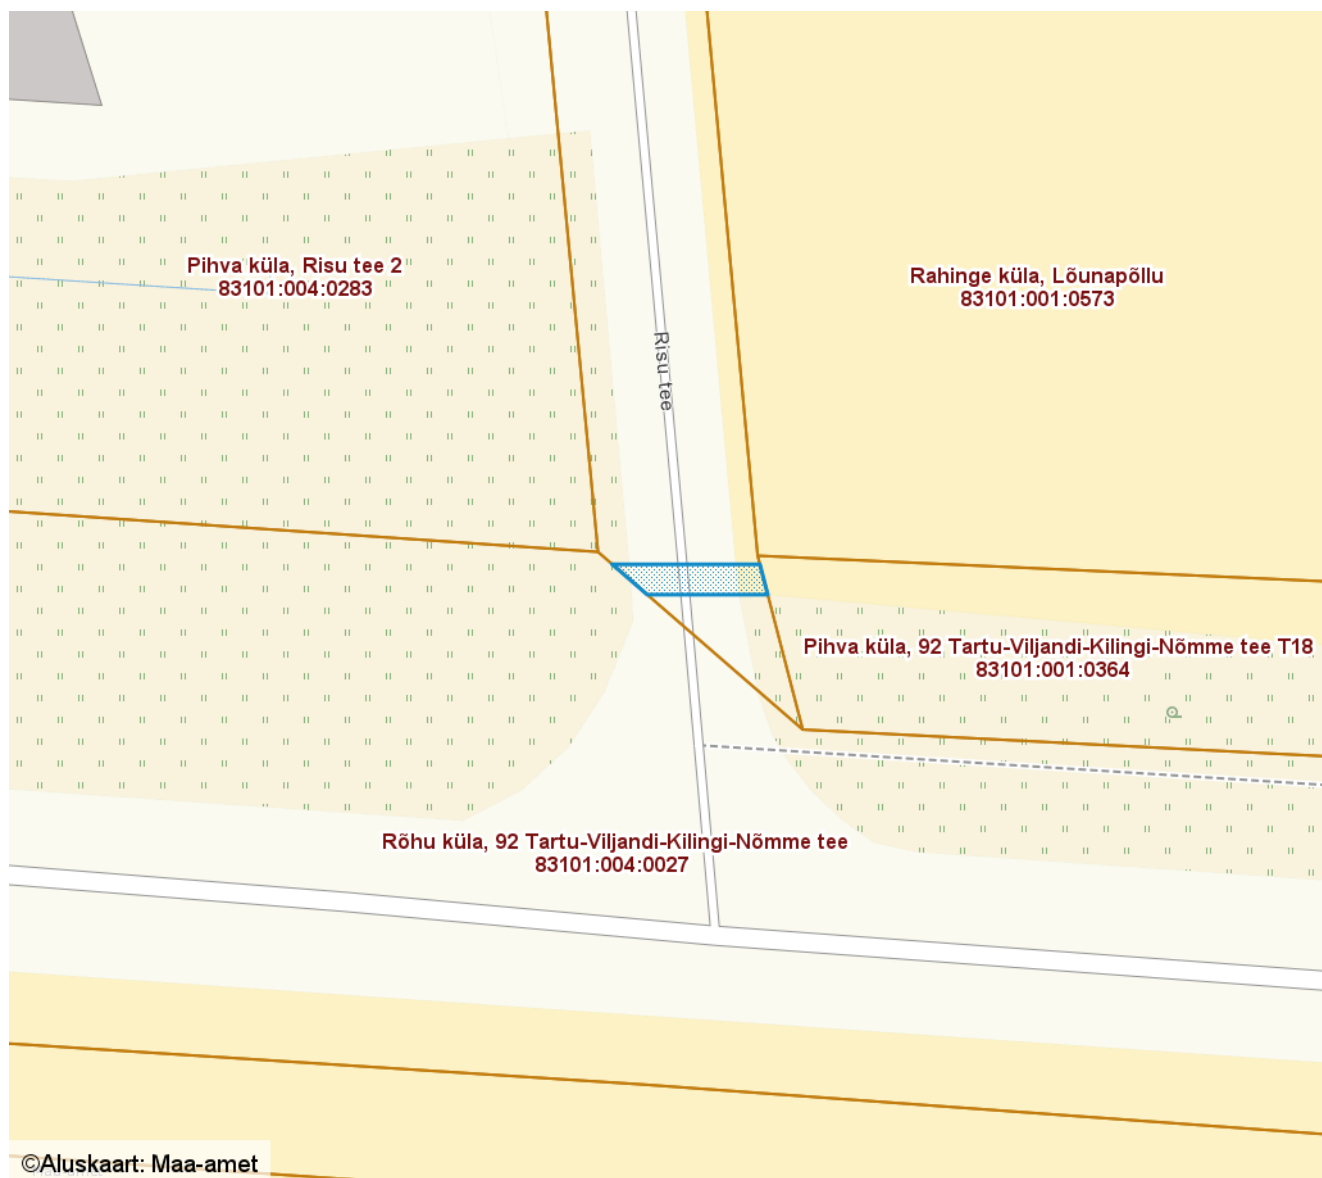 Pihva küla, Risu tee 2
83101:004:0283
Rahinge küla, Lõunapõllu
83101:001:0573
Risu tee
Pihva küla, 92 Tartu-Viljandi-Kilingi-Nõmme tee T18
83101:001:0364
Rõhu küla, 92 Tartu-Viljandi-Kilingi-Nõmme tee
83101:004:0027
©Aluskaart: Maa-amet